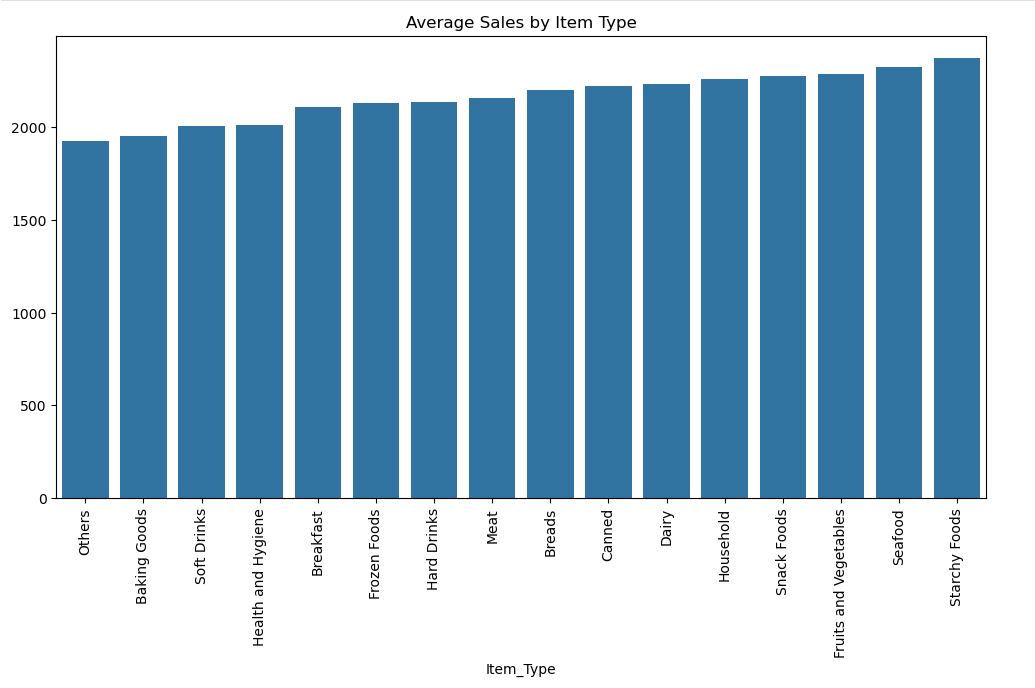 Average Sales by Item Type
2000
1500
1000
500
0
Others
Baking Goods
Soft Drinks
Health and Hygiene
Breakfast
Frozen Foods
Hard Drinks
Meat
Breads
Canned
Dairy
Household
Snack Foods
Fruits and Vegetables
Seafood
Starchy Foods
Item_Type